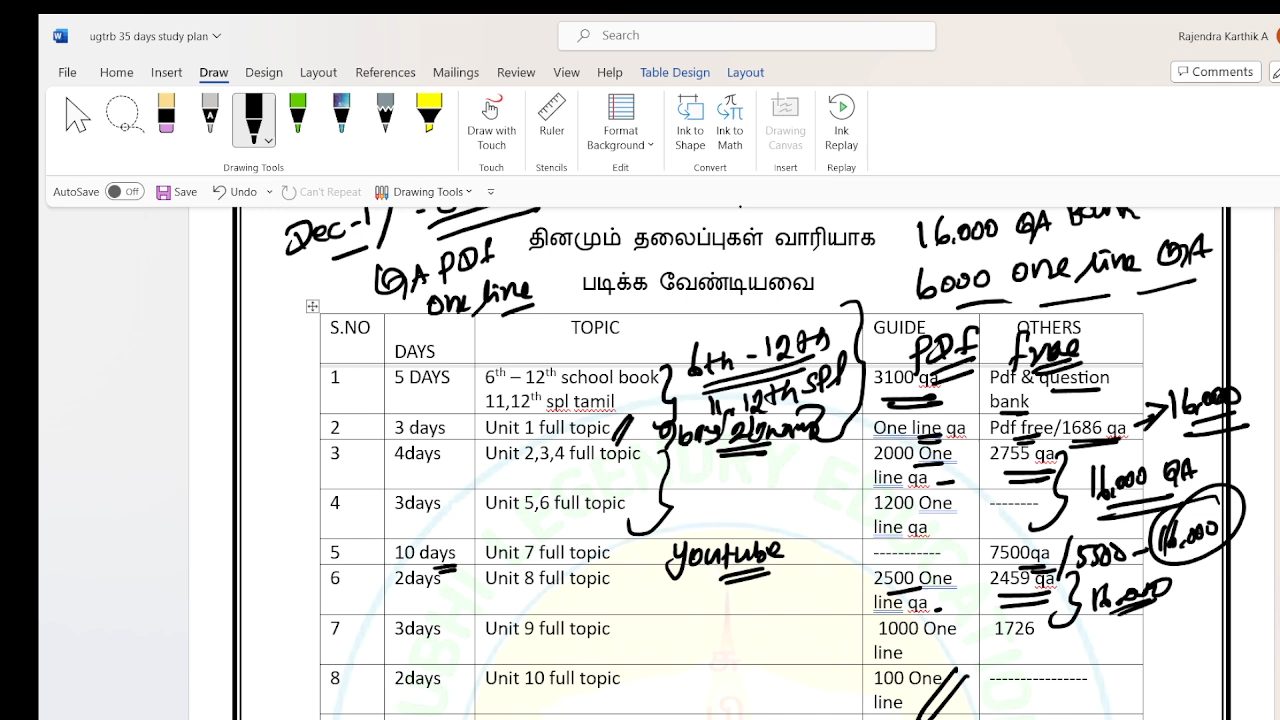 ugtrb 35 days study plan
Search
Rajendra Karthik A
File Home Insert Draw Design Layout References Mailings Review View Help Table Design Layout
Comments
Draw with Touch
Ruler
Format Background
Ink to Shape
Ink to Math
Drawing Canvas
Ink Replay
Drawing Tools Touch Stencils Edit Convert Insert Replay
AutoSave Off Save Undo Can't Repeat Drawing Tools
Dec-1
16.000 QA Bank
தினமும் தலைப்புகள் வாரியாக
QA PDF
one line
6000 one line QA
படிக்க வேண்டியவை
S.NO DAYS TOPIC GUIDE OTHERS
PDF free
6th - 12th
11, 12th spl
1 5 DAYS 6th – 12th school book 3100 qa Pdf & question
11,12th spl tamil bank
2 3 days Unit 1 full topic One line qa Pdf free/1686 qa 16.000
3 4days Unit 2,3,4 full topic 2000 One 2755 qa
line qa 16.000 QA
4 3days Unit 5,6 full topic 1200 One --------
line qa
5 10 days Unit 7 full topic youtube ----------- 7500qa /5500 - 16.000
6 2days Unit 8 full topic 2500 One 2459 qa 16.000
line qa
7 3days Unit 9 full topic 1000 One 1726
line
8 2days Unit 10 full topic 100 One ----------------
line